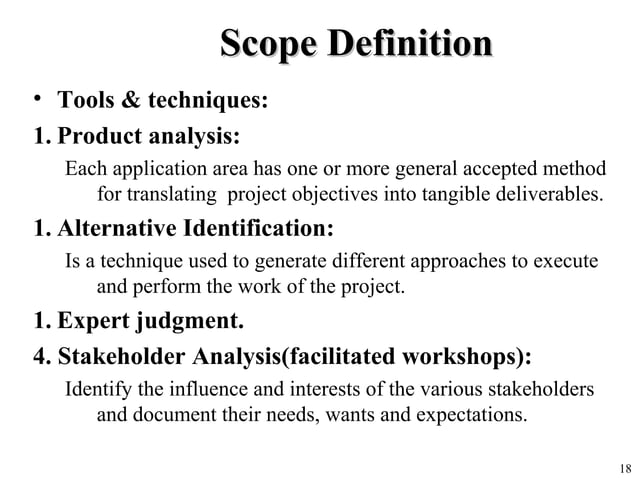 Scope Definition
• Tools & techniques:
1. Product analysis:
Each application area has one or more general accepted method
for translating project objectives into tangible deliverables.
1. Alternative Identification:
Is a technique used to generate different approaches to execute
and perform the work of the project.
1. Expert judgment.
4. Stakeholder Analysis(facilitated workshops):
Identify the influence and interests of the various stakeholders
and document their needs, wants and expectations.
18